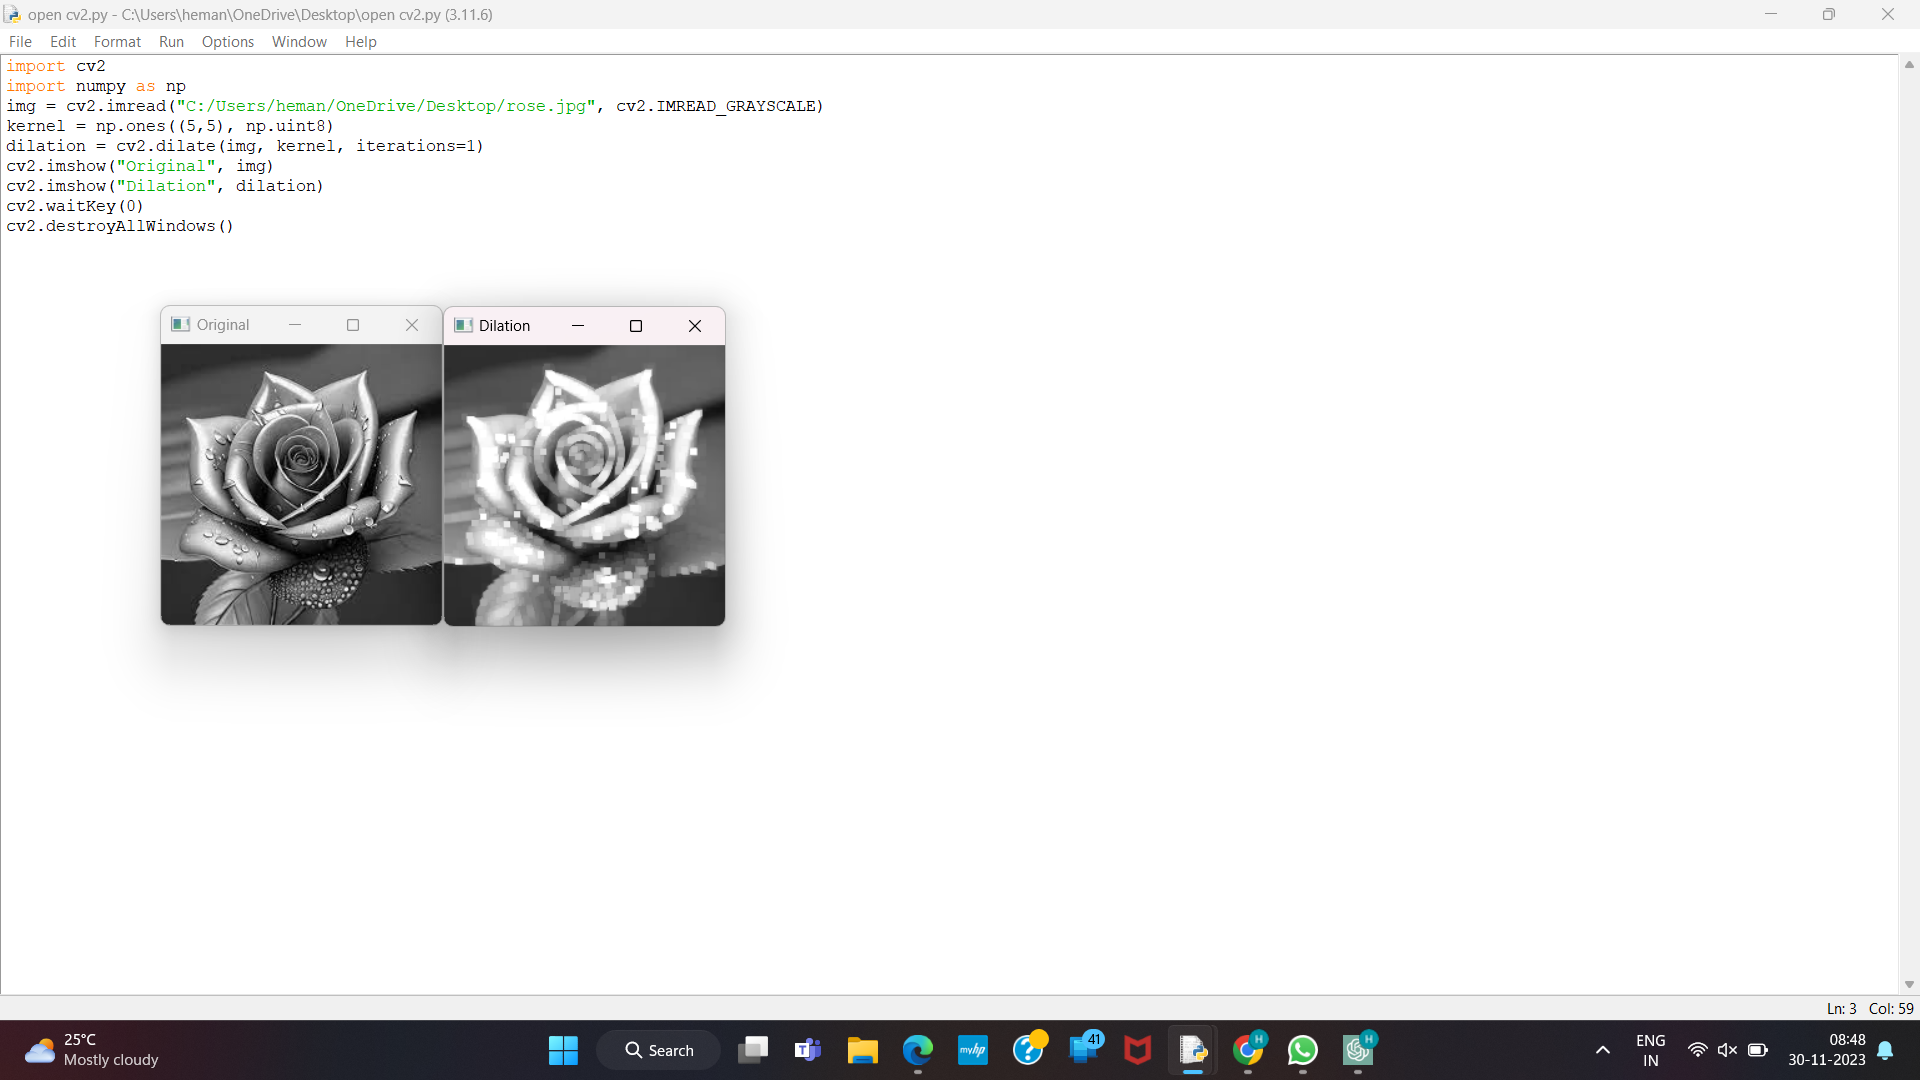 open cv2.py - C:\Users\heman\OneDrive\Desktop\open cv2.py (3.11.6)
File Edit Format Run Options Window Help
import cv2
import numpy as np
img = cv2.imread("C:/Users/heman/OneDrive/Desktop/rose.jpg", cv2.IMREAD_GRAYSCALE)
kernel = np.ones((5,5), np.uint8)
dilation = cv2.dilate(img, kernel, iterations=1)
cv2.imshow("Original", img)
cv2.imshow("Dilation", dilation)
cv2.waitKey(0)
cv2.destroyAllWindows()
Original
Dilation
Ln: 3 Col: 59
25°C
Mostly cloudy
Search
myhp
41
H
H
ENG
IN
08:48
30-11-2023